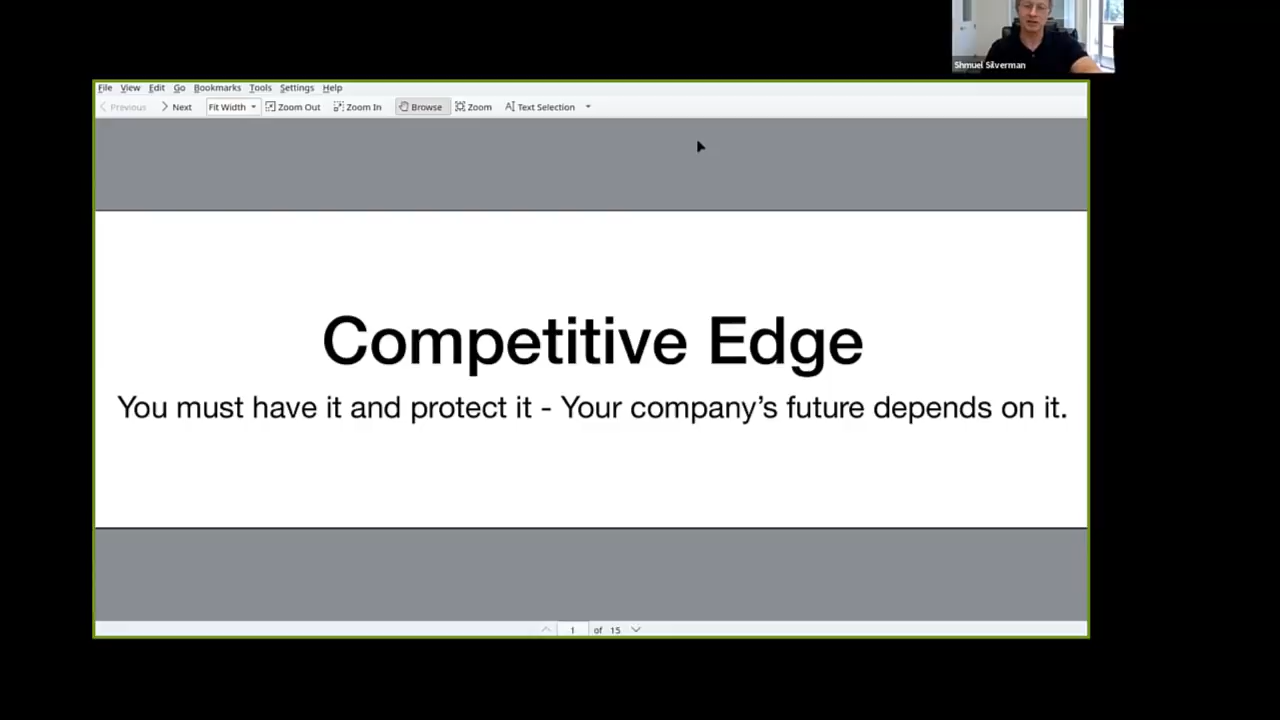 Shmuel Silverman
File View Edit Go Bookmarks Tools Settings Help
Previous Next Fit Width Zoom Out Zoom In Browse Zoom Text Selection
Competitive Edge
You must have it and protect it - Your company’s future depends on it.
1 of 15